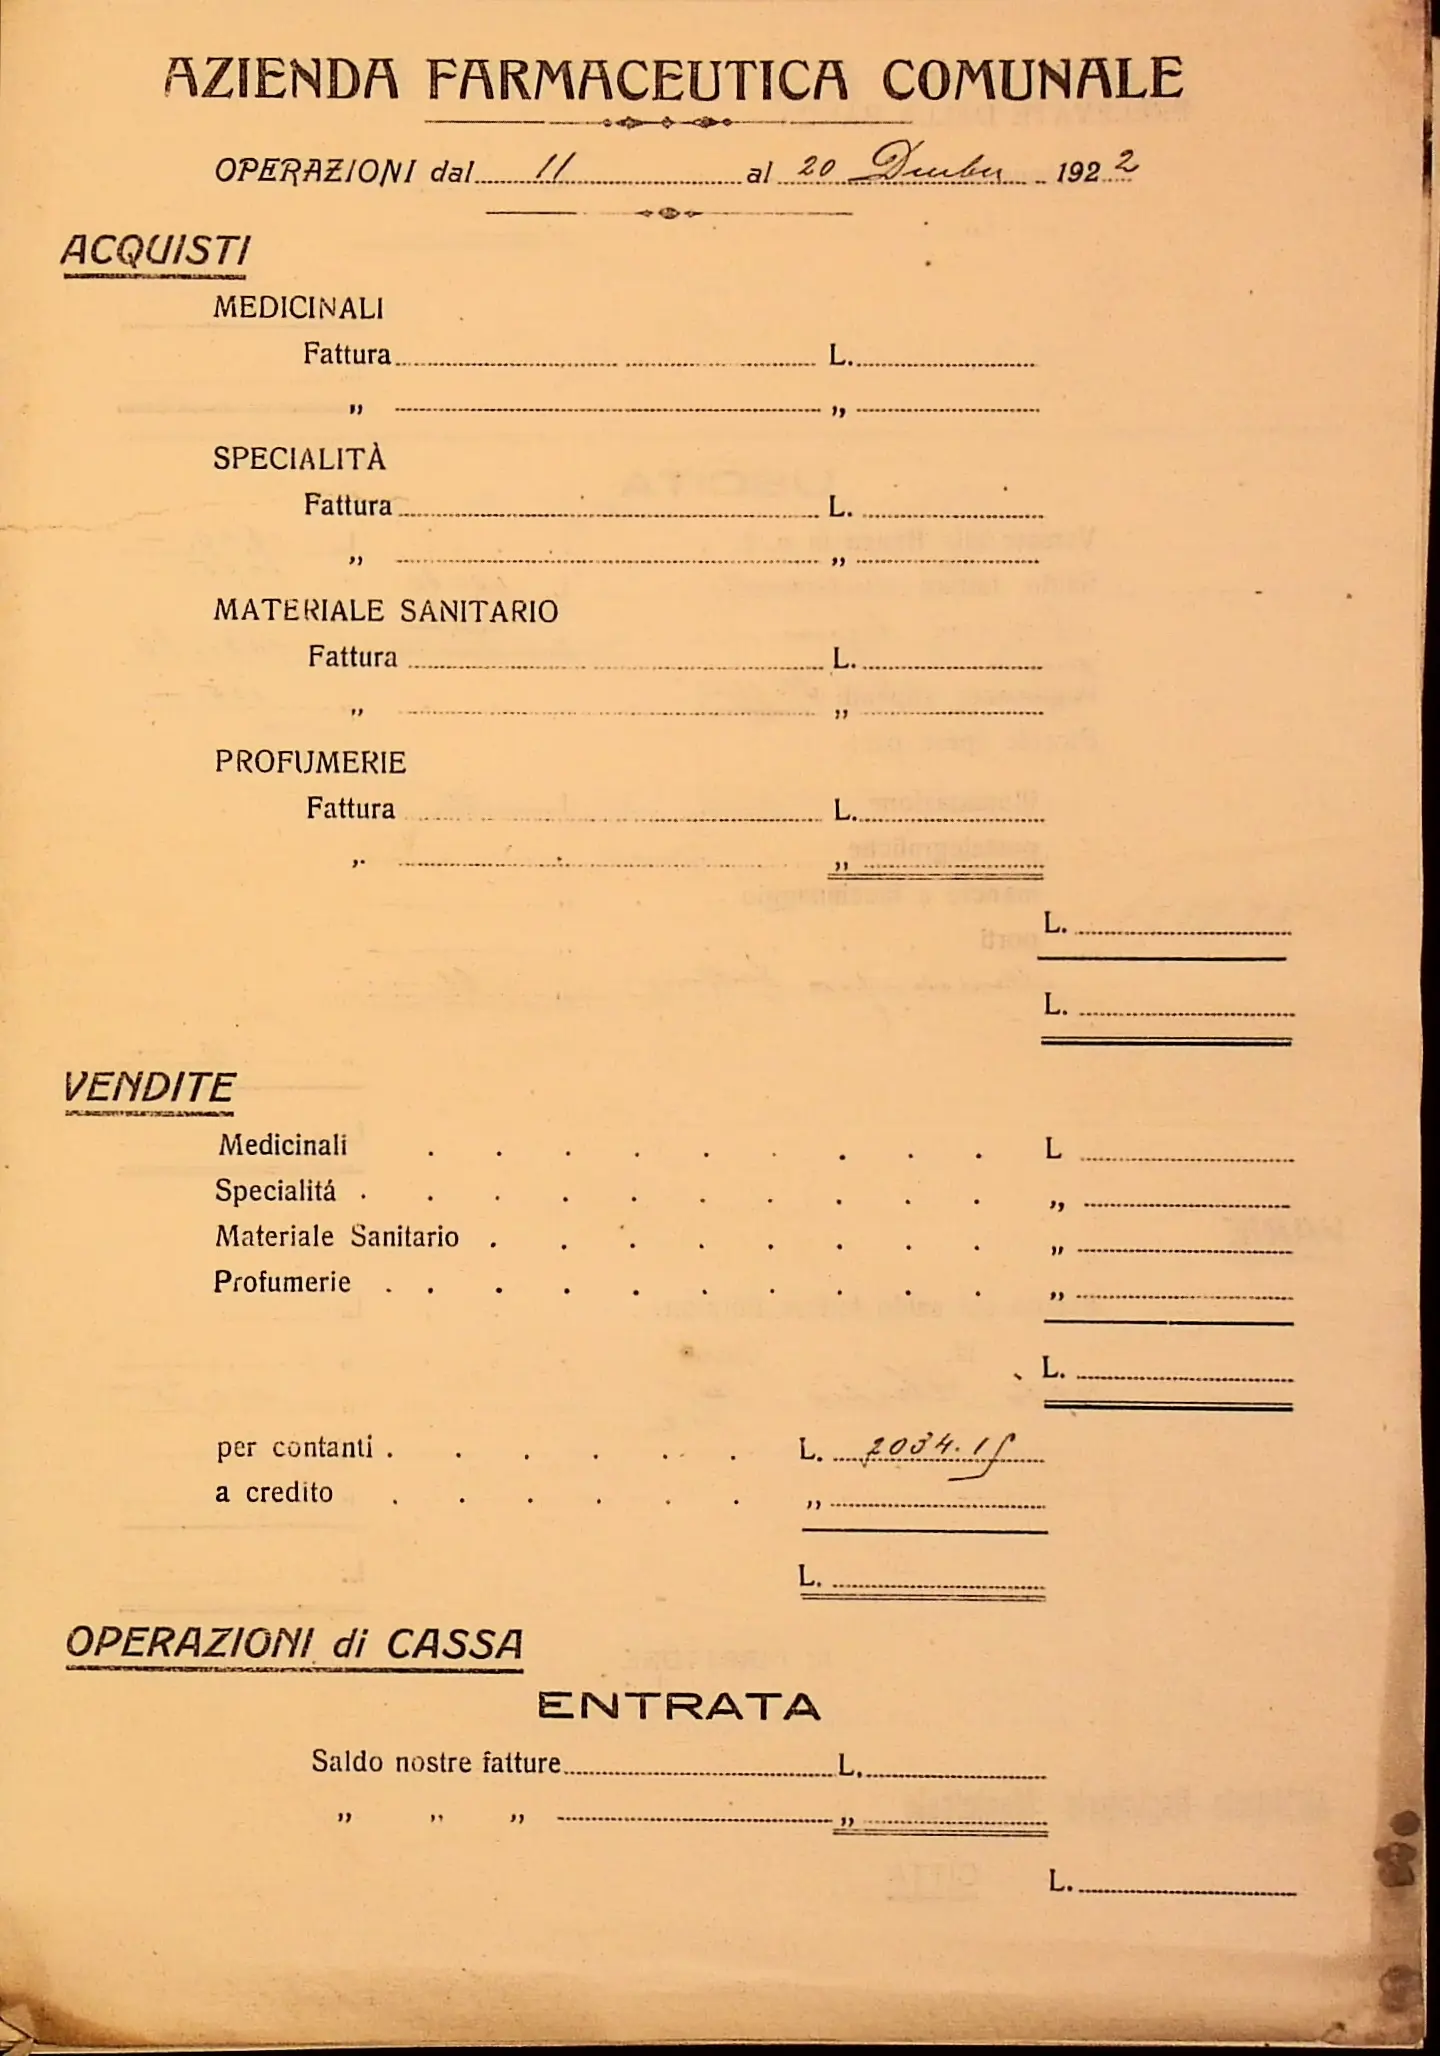 AZIENDA FARMACEUTICA COMUNALE
OPERAZIONI dal 11 al 20 Dicembre 1922
ACQUISTI
MEDICINALI
Fattura L.
,, ,,
SPECIALITÀ
Fattura L.
,, ,,
MATERIALE SANITARIO
Fattura L.
,, ,,
PROFUMERIE
Fattura L.
,, ,,
L.
L.
VENDITE
Medicinali . . . . . . . . . L
Specialitá . . . . . . . . . . ,,
Materiale Sanitario . . . . . . . . ,,
Profumerie . . . . . . . . . . ,,
L.
per contanti . . . . . . L. 2034.15
a credito . . . . . . ,,
L.
OPERAZIONI di CASSA
ENTRATA
Saldo nostre fatture L.
,, ,, ,, ,,
L.